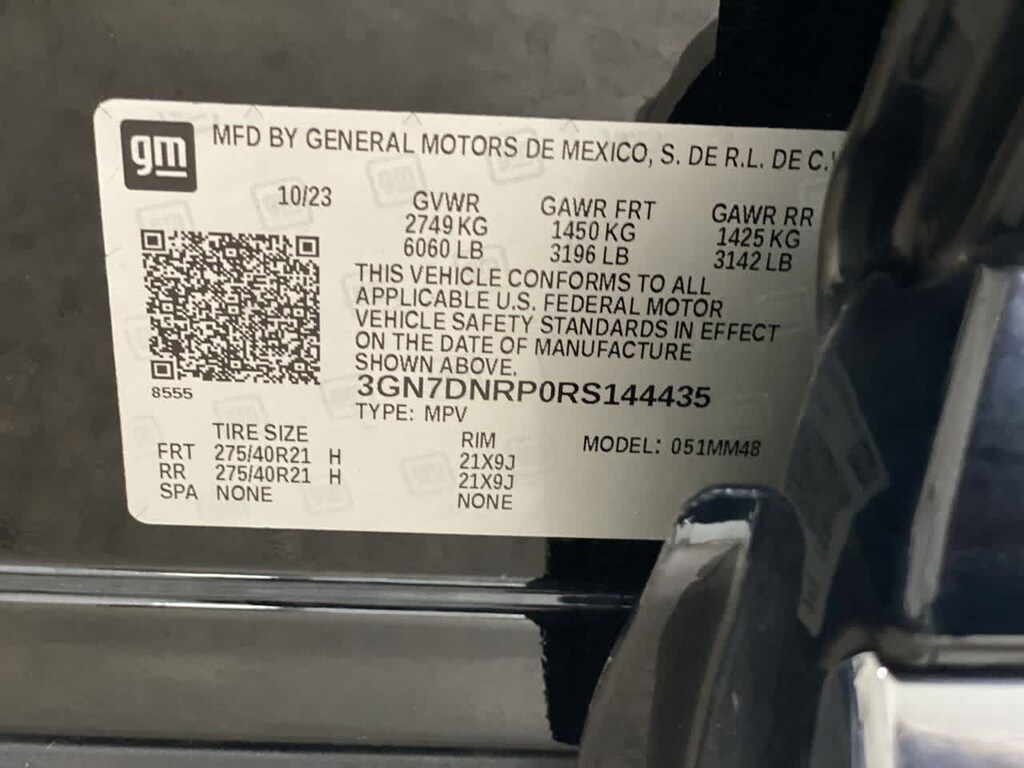 gm
MFD BY GENERAL MOTORS DE MEXICO, S. DE R.L. DE C.
10/23
GVWR GAWR FRT GAWR RR
2749 KG 1450 KG 1425 KG
6060 LB 3196 LB 3142 LB
THIS VEHICLE CONFORMS TO ALL
APPLICABLE U.S. FEDERAL MOTOR
VEHICLE SAFETY STANDARDS IN EFFECT
ON THE DATE OF MANUFACTURE
SHOWN ABOVE.
8555
3GN7DNRP0RS144435
TYPE: MPV
TIRE SIZE RIM MODEL: 051MM48
FRT 275/40R21 H 21X9J
RR 275/40R21 H 21X9J
SPA NONE NONE